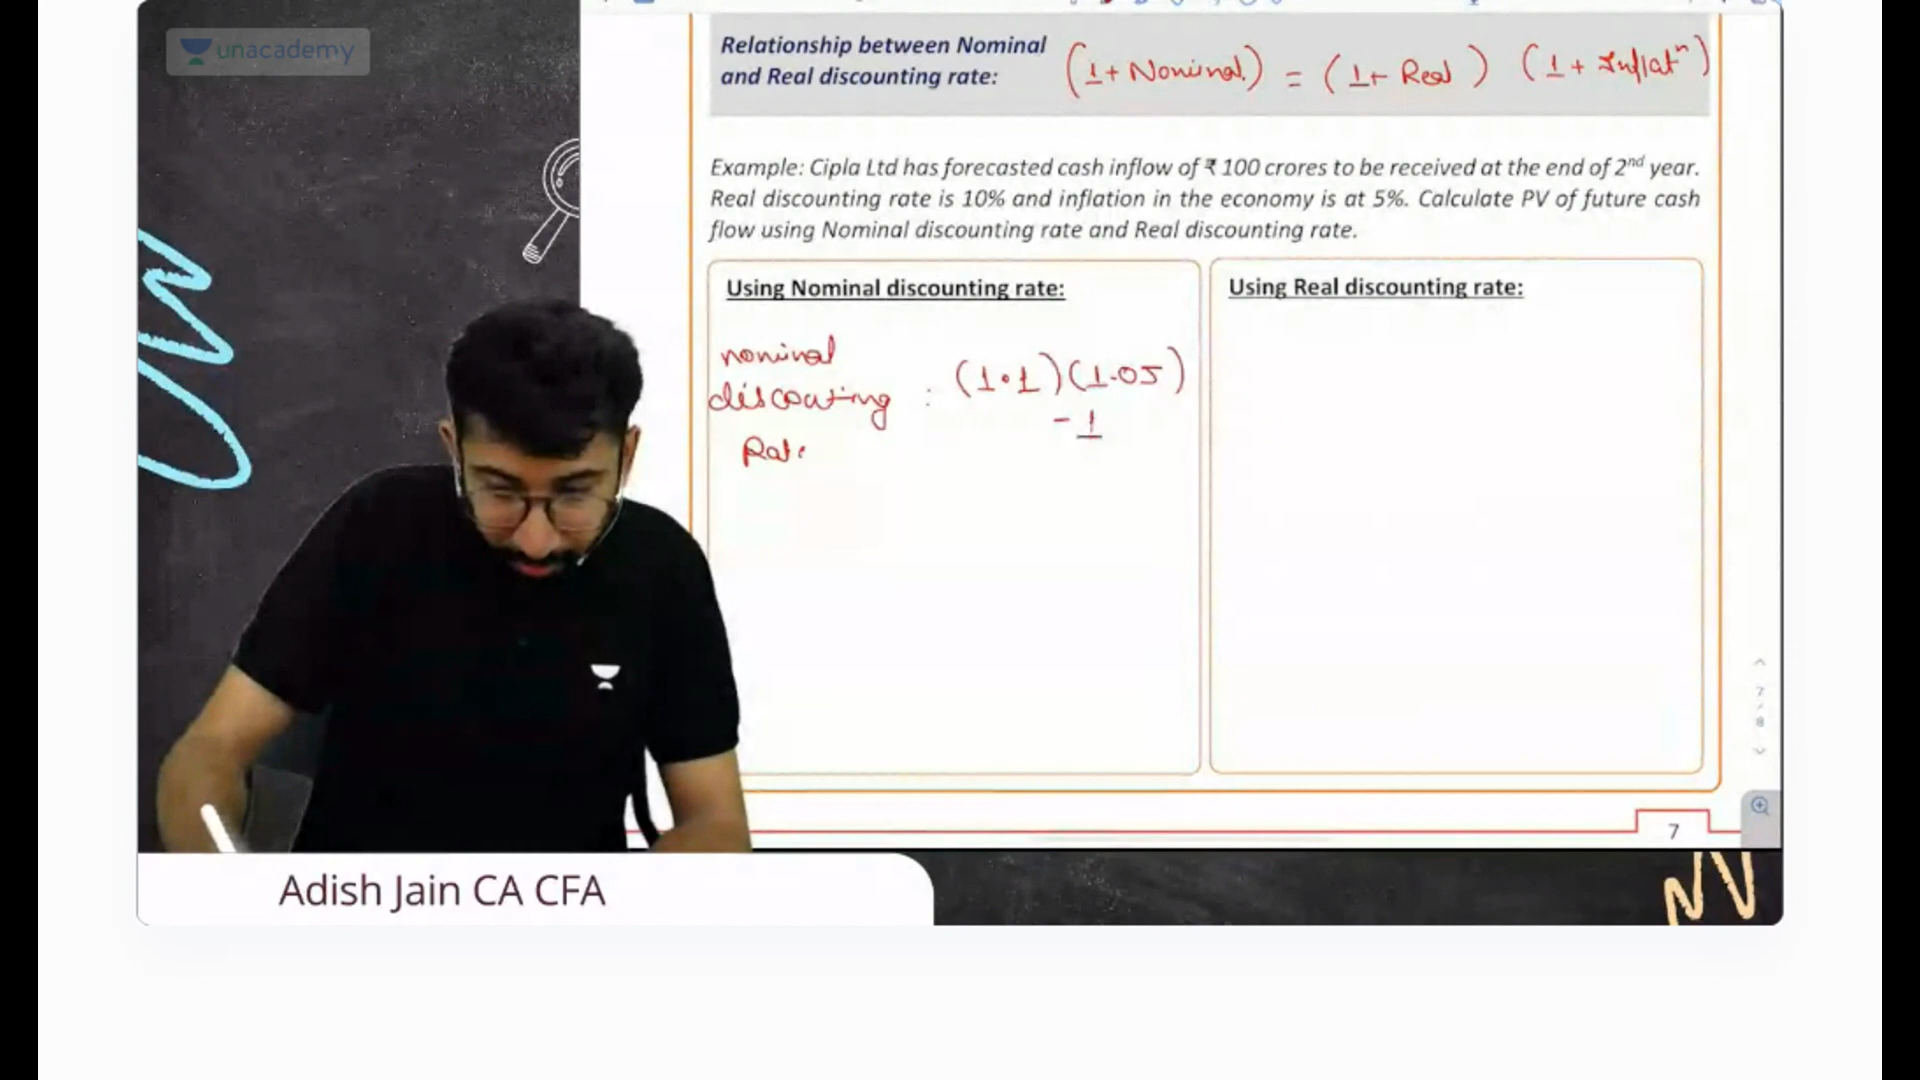 unacademy
Relationship between Nominal
and Real discounting rate:
(1 + Nominal) = (1 + Real) (1 + Inflatⁿ)
Example: Cipla Ltd has forecasted cash inflow of ₹ 100 crores to be received at the end of 2nd year.
Real discounting rate is 10% and inflation in the economy is at 5%. Calculate PV of future cash
flow using Nominal discounting rate and Real discounting rate.
Using Nominal discounting rate:
nominal
discounting : (1.1)(1.05)
- 1
Rate
Using Real discounting rate:
7
/
8
7
Adish Jain CA CFA